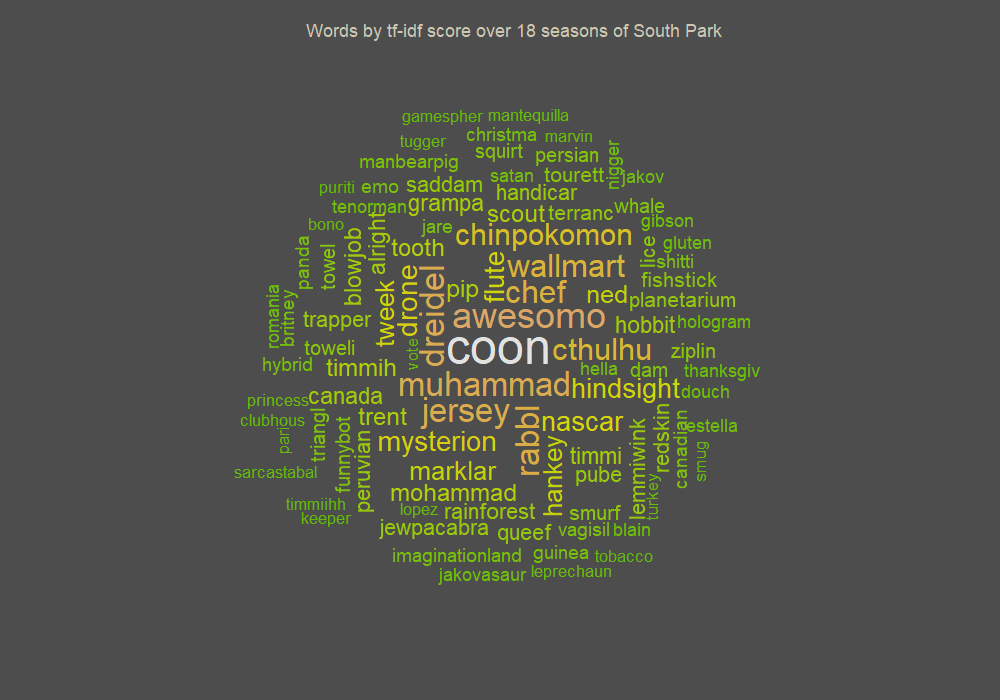 Words by tf-idf score over 18 seasons of South Park
gamespher
mantequilla
tugger
christma
marvin
squirt
persian
manbearpig
nigger
satan
tourett
jakov
puriti
emo
saddam
handicar
tenorman
grampa
scout
terranc
whale
bono
jare
chinpokomon
gibson
alright
tooth
lice
gluten
panda
towel
blowjob
wallmart
shitti
flute
fishstick
dreidel
drone
tweek
pip
chef
ned
planetarium
romania
britney
trapper
awesomo
hobbit
hologram
toweli
vote
coon
cthulhu
ziplin
hybrid
timmih
hella
dam
thanksgiv
muhammad
hindsight
douch
princess
canada
clubhous
triangl
trent
jersey
nascar
redskin
canadian
estella
pari
funnybot
peruvian
mysterion
rabbi
hankey
timmi
lemmiwink
smug
sarcastabal
marklar
pube
turkey
mohammad
timmiihh
keeper
lopez
rainforest
smurf
jewpacabra
queef
vagisil
blain
imaginationland
guinea
tobacco
jakovasaur
leprechaun